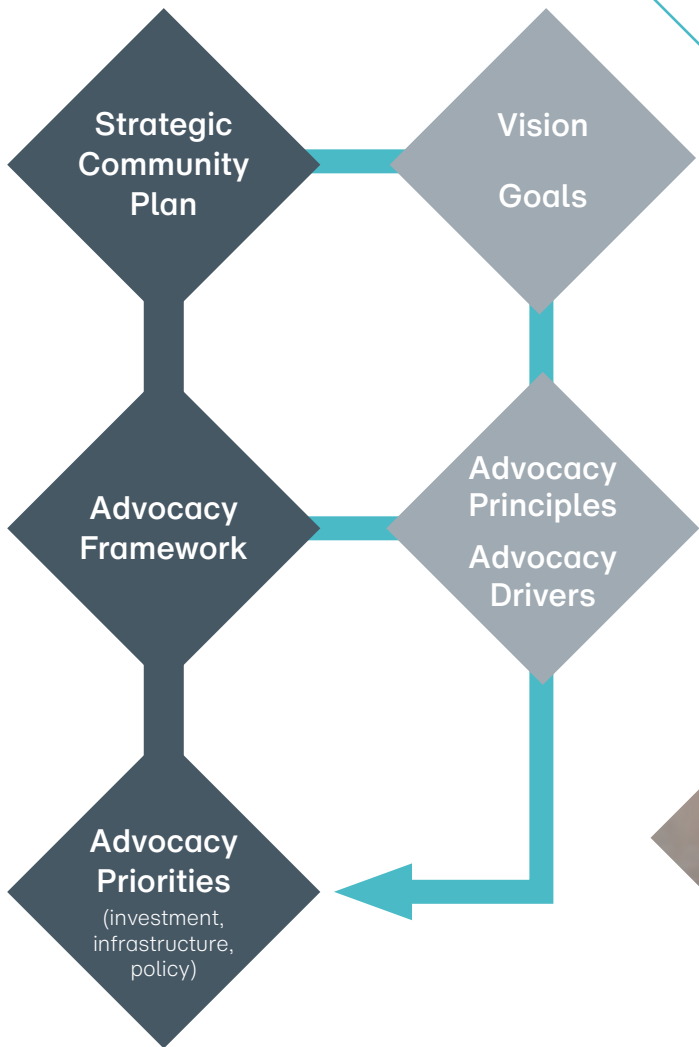 Strategic
Community
Plan
Vision
Goals
Advocacy
Framework
Advocacy
Principles
Advocacy
Drivers
Advocacy
Priorities
(investment,
infrastructure,
policy)